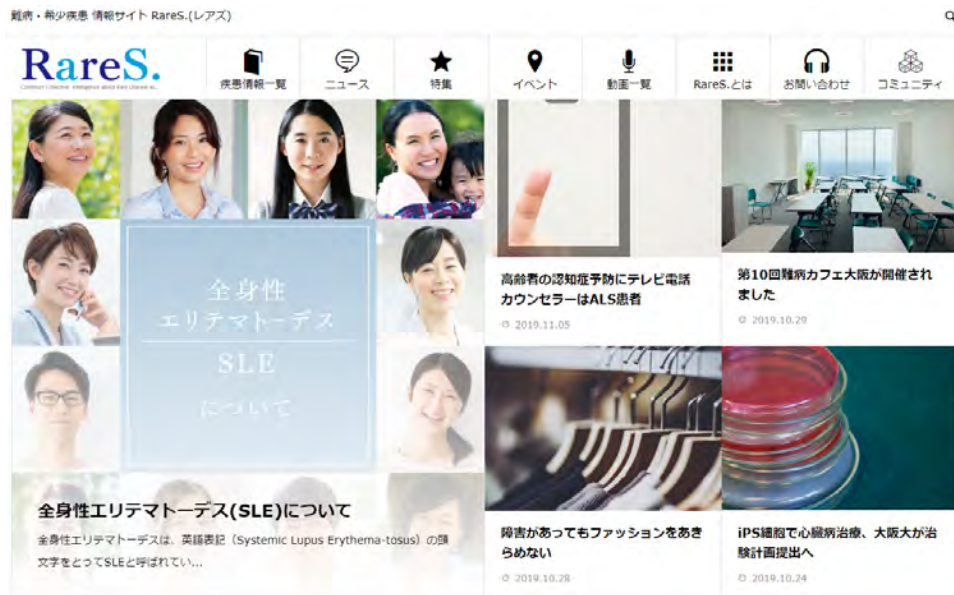 難病・希少疾患 情報サイト RareS.(レアズ)
RareS.
疾患情報一覧
ニュース
特集
イベント
動画一覧
RareS.とは
お問い合わせ
コミュニティ
全身性
エリテマトーデス
SLE
について
全身性エリテマトーデス(SLE)について
全身性エリテマトーデスは、英語表記（Systemic Lupus Erythema-tosus）の頭
文字をとってSLEと呼ばれてい...
高齢者の認知症予防にテレビ電話
カウンセラーはALS患者
2019.11.05
第10回難病カフェ大阪が開催され
ました
2019.10.29
障害があってもファッションをあき
らめない
2019.10.28
iPS細胞で心臓病治療、大阪大が治
験計画提出へ
2019.10.24